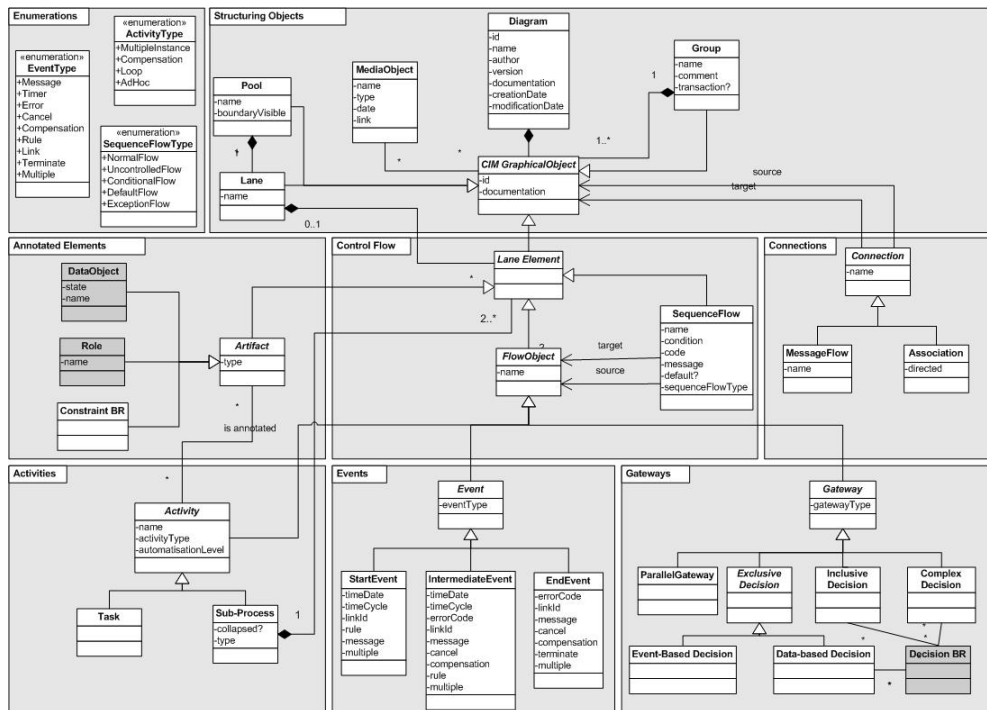 Enumerations
«enumeration»
EventType
+Message
+Timer
+Error
+Cancel
+Compensation
+Rule
+Link
+Terminate
+Multiple
«enumeration»
ActivityType
+MultipleInstance
+Compensation
+Loop
+AdHoc
«enumeration»
SequenceFlowType
+NormalFlow
+UncontrolledFlow
+ConditionalFlow
+DefaultFlow
+ExceptionFlow
Structuring Objects
Pool
-name
-boundaryVisible
Lane
-name
0..1
MediaObject
-name
-type
-date
-link
*
*
Diagram
-id
-name
-author
-version
-documentation
-creationDate
-modificationDate
1..*
CIM GraphicalObject
-id
-documentation
Group
-name
-comment
-transaction?
1
source
target
Annotated Elements
DataObject
-state
-name
Role
-name
Constraint BR
Artifact
-type
*
*
is annotated
*
Control Flow
Lane Element
2..*
FlowObject
-name
target
source
SequenceFlow
-name
-condition
-code
-message
-default?
-sequenceFlowType
Connections
Connection
-name
MessageFlow
-name
Association
-directed
Activities
Activity
-name
-activityType
-automatisationLevel
Task
Sub-Process
-collapsed?
-type
1
Events
Event
-eventType
StartEvent
-timeDate
-timeCycle
-linkId
-rule
-message
-multiple
IntermediateEvent
-timeDate
-timeCycle
-errorCode
-linkId
-message
-cancel
-compensation
-rule
-multiple
EndEvent
-errorCode
-linkId
-message
-cancel
-compensation
-terminate
-multiple
Gateways
Gateway
-gatewayType
ParallelGateway
Exclusive
Decision
Inclusive
Decision
Complex
Decision
Event-Based Decision
Data-based Decision
Decision BR
*
*
*
*